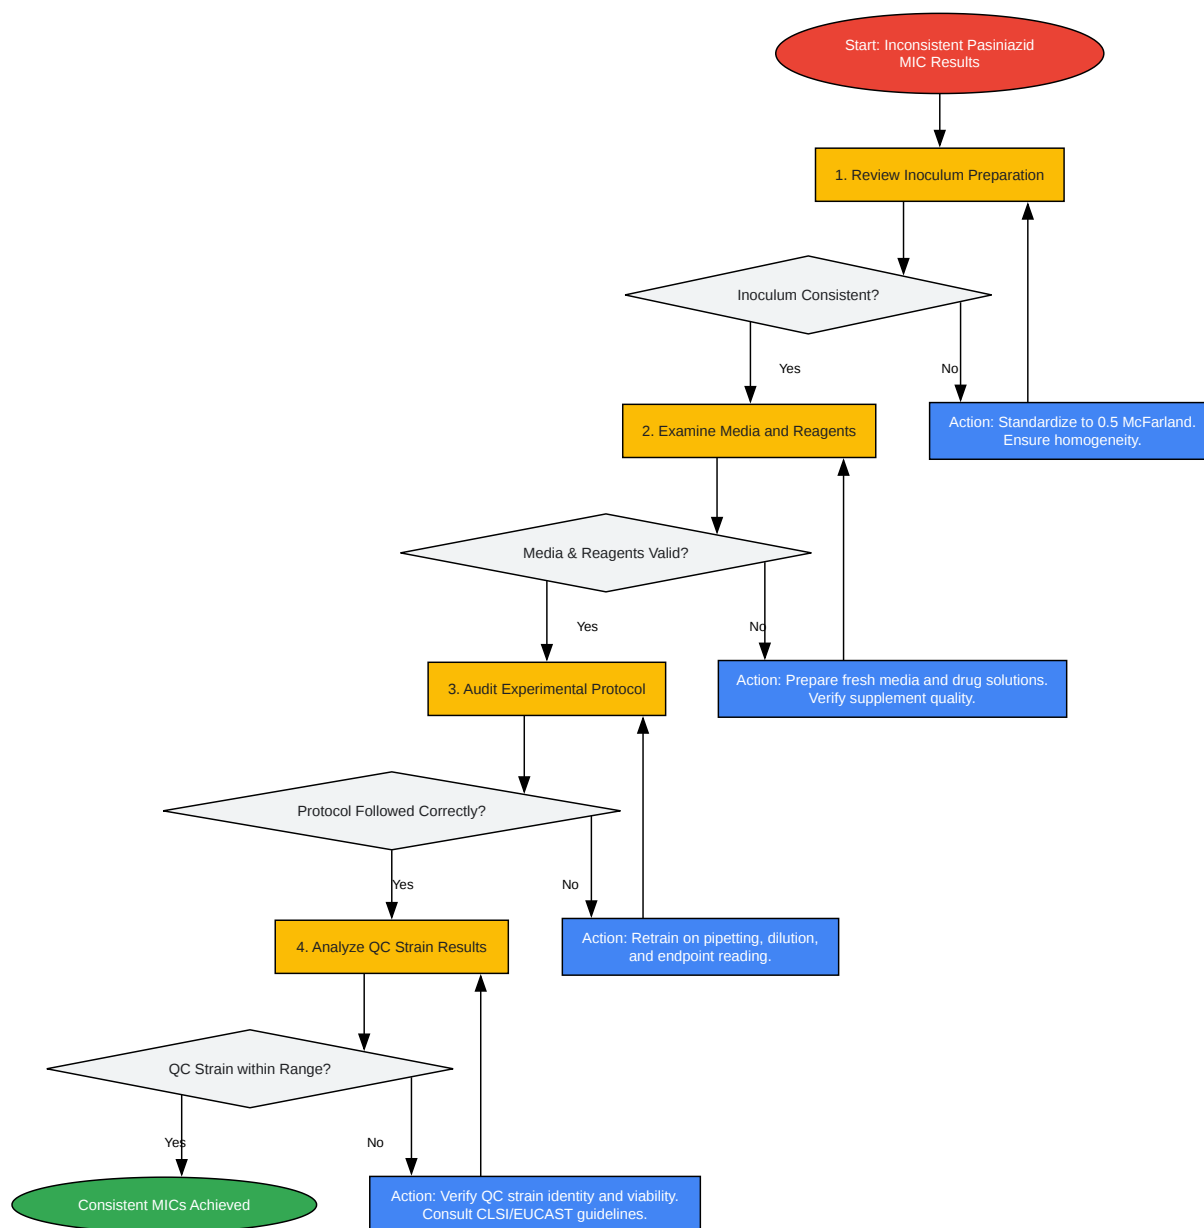 Start: Inconsistent Pasiniazid
MIC Results
1. Review Inoculum Preparation
Inoculum Consistent?
Yes
No
Action: Standardize to 0.5 McFarland.
Ensure homogeneity.
2. Examine Media and Reagents
Media & Reagents Valid?
Yes
No
Action: Prepare fresh media and drug solutions.
Verify supplement quality.
3. Audit Experimental Protocol
Protocol Followed Correctly?
Yes
No
Action: Retrain on pipetting, dilution,
and endpoint reading.
4. Analyze QC Strain Results
QC Strain within Range?
Yes
No
Consistent MICs Achieved
Action: Verify QC strain identity and viability.
Consult CLSI/EUCAST guidelines.